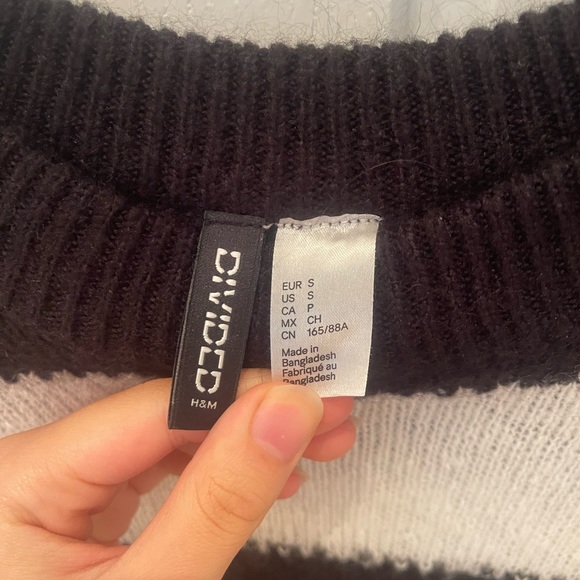 DIVIDED
H&M
EUR S
US S
CA P
MX CH
CN 165/88A
Made in
Bangladesh
Fabriqué au
Bangladesh